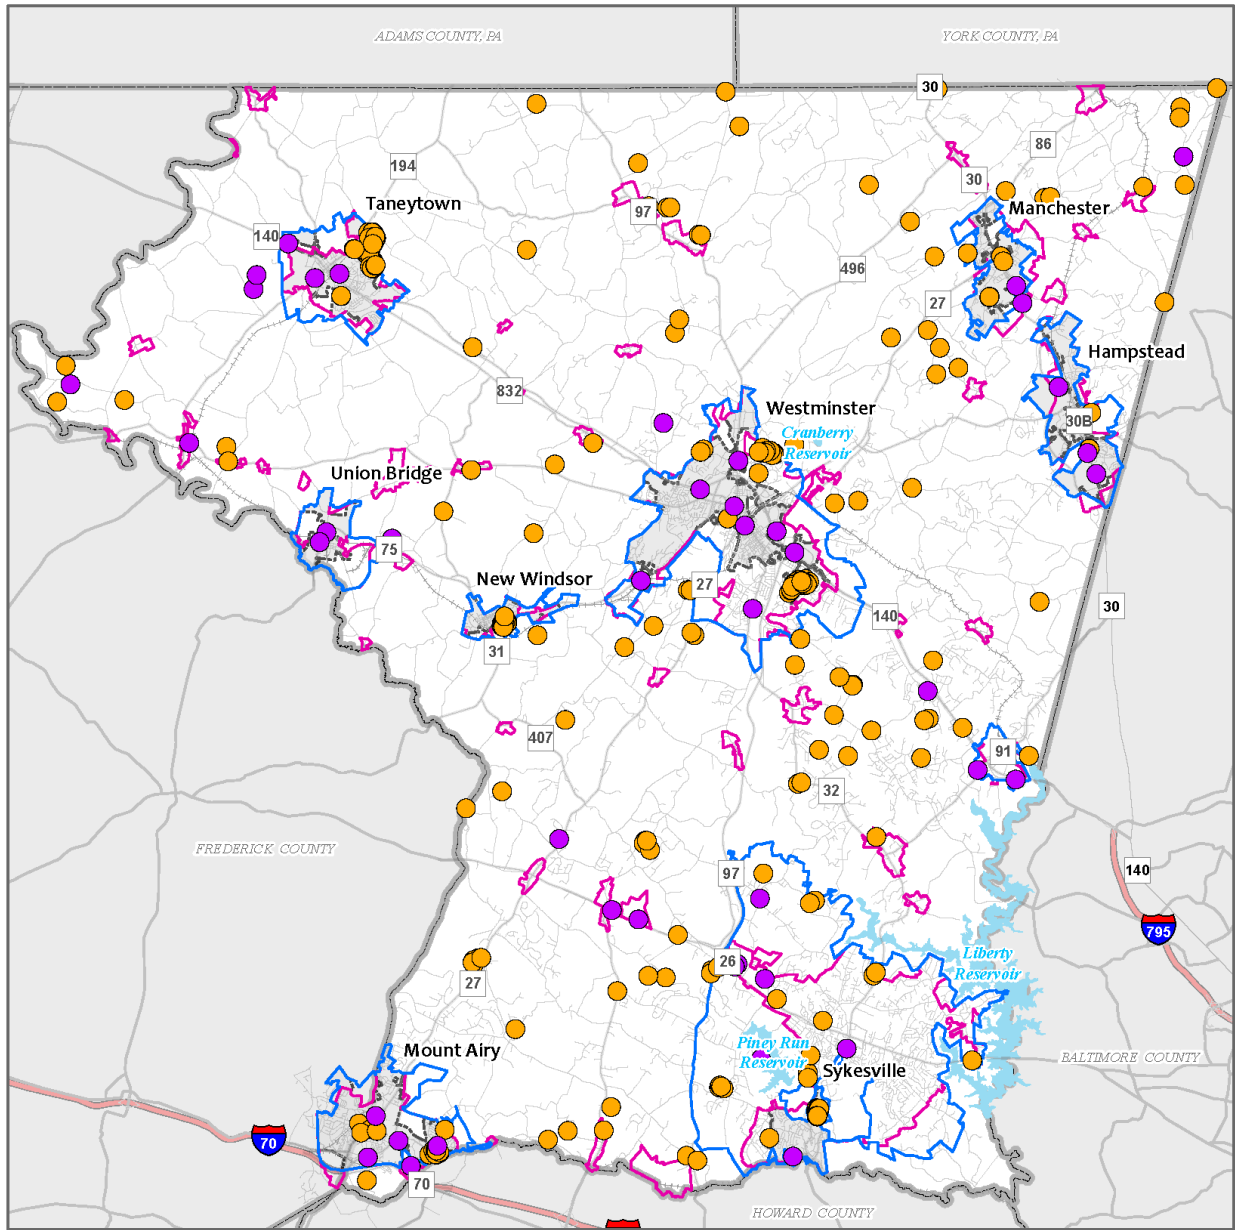 ADAMS COUNTY, PA
YORK COUNTY, PA
30
86
194
30
Taneytown
97
Manchester
140
496
27
Hampstead
832
Westminster
30B
Cranberry
Reservoir
Union Bridge
75
New Windsor
27
30
140
31
407
91
32
FREDERICK COUNTY
97
140
795
26
Liberty
Reservoir
27
Mount Airy
Piney Run
Reservoir
Sykesville
BALTIMORE COUNTY
70
70
HOWARD COUNTY